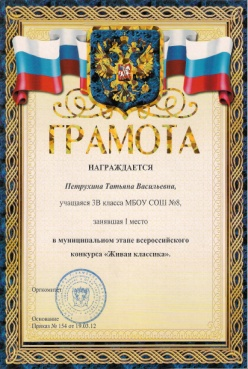 ГРАМОТА
НАГРАЖДАЕТСЯ
Петрухина Татьяна Васильевна,
учащаяся 3В класса МБОУ СОШ №8,
занявшая I место
в муниципальном этапе всероссийского
конкурса «Живая классика».
Оргкомитет
Основание
Приказ № 134 от 19.03.12